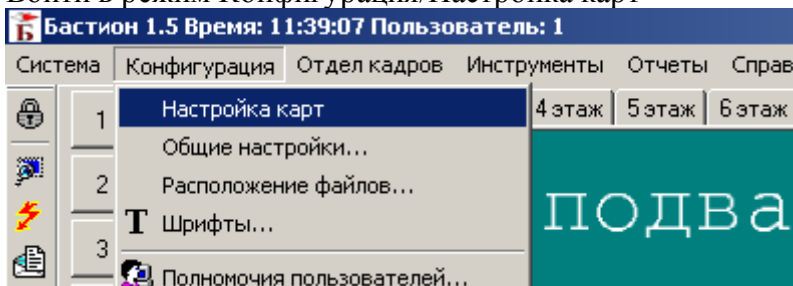 Войти в режим Конфигурация/Настройка карт
Бастион 1.5 Время: 11:39:07 Пользователь: 1
Система Конфигурация Отдел кадров Инструменты Отчеты Справ
1 Настройка карт 4 этаж 5 этаж 6 этаж
Общие настройки...
2 Расположение файлов...
подва
T Шрифты...
3
Полномочия пользователей...